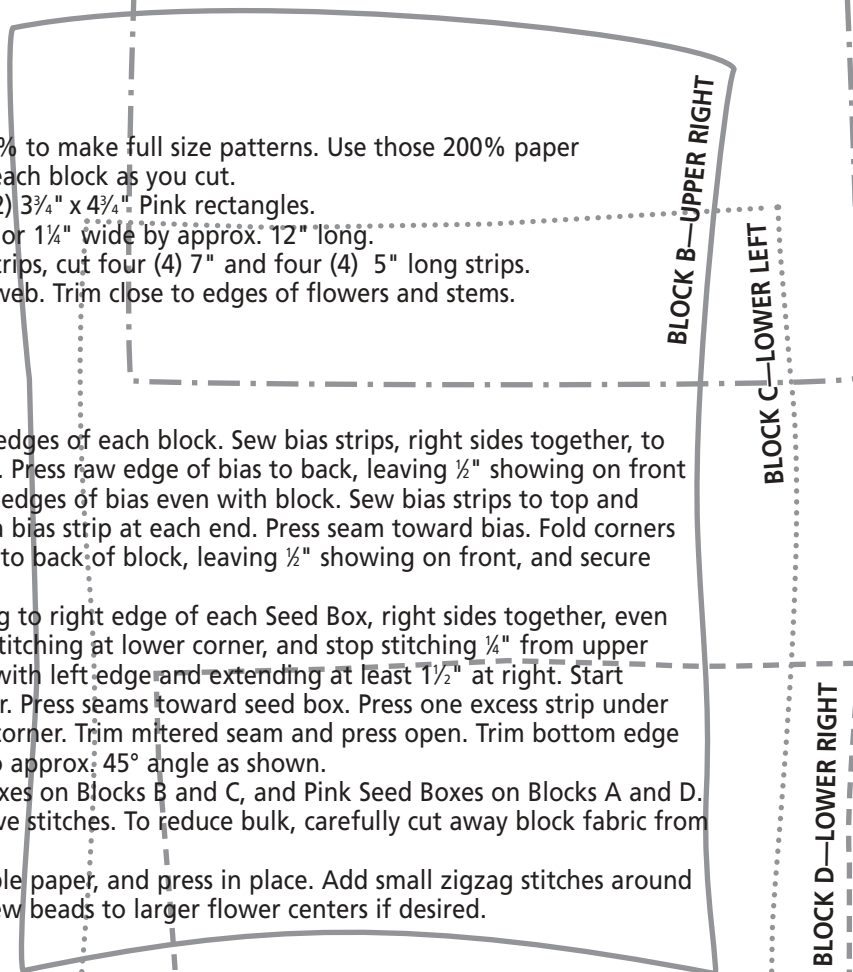 % to make full size patterns. Use those 200% paper
each block as you cut.
2) 3¾" x 4¾" Pink rectangles.
or 1¼" wide by approx. 12" long.
trips, cut four (4) 7" and four (4) 5" long strips.
web. Trim close to edges of flowers and stems.
edges of each block. Sew bias strips, right sides together, to
. Press raw edge of bias to back, leaving ½" showing on front
edges of bias even with block. Sew bias strips to top and
bias strip at each end. Press seam toward bias. Fold corners
to back of block, leaving ½" showing on front, and secure
g to right edge of each Seed Box, right sides together, even
titching at lower corner, and stop stitching ¼" from upper
with left edge and extending at least 1½" at right. Start
r. Press seams toward seed box. Press one excess strip under
corner. Trim mitered seam and press open. Trim bottom edge
o approx. 45° angle as shown.
xes on Blocks B and C, and Pink Seed Boxes on Blocks A and D.
ve stitches. To reduce bulk, carefully cut away block fabric from
ble paper, and press in place. Add small zigzag stitches around
ew beads to larger flower centers if desired.
BLOCK B—UPPER RIGHT
BLOCK C—LOWER LEFT
BLOCK D—LOWER RIGHT